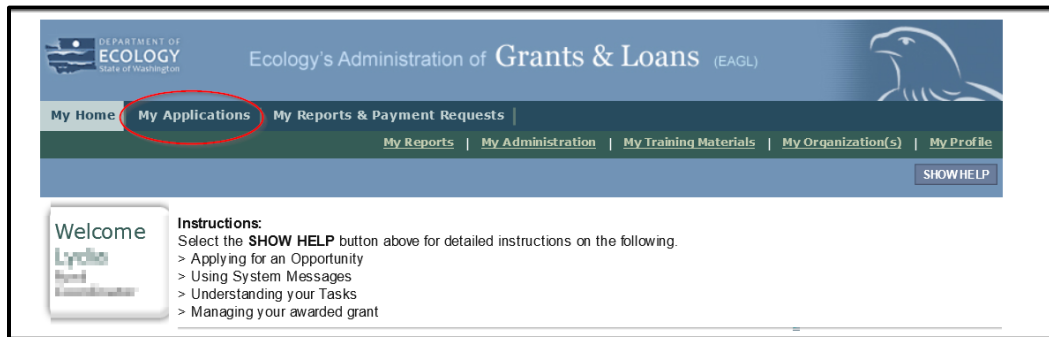 DEPARTMENT OF
ECOLOGY
State of Washington
Ecology's Administration of Grants & Loans (EAGL)
My Home My Applications My Reports & Payment Requests |
My Reports | My Administration | My Training Materials | My Organization(s) | My Profile
SHOW HELP
Welcome
Instructions:
Select the SHOW HELP button above for detailed instructions on the following.
> Applying for an Opportunity
> Using System Messages
> Understanding your Tasks
> Managing your awarded grant